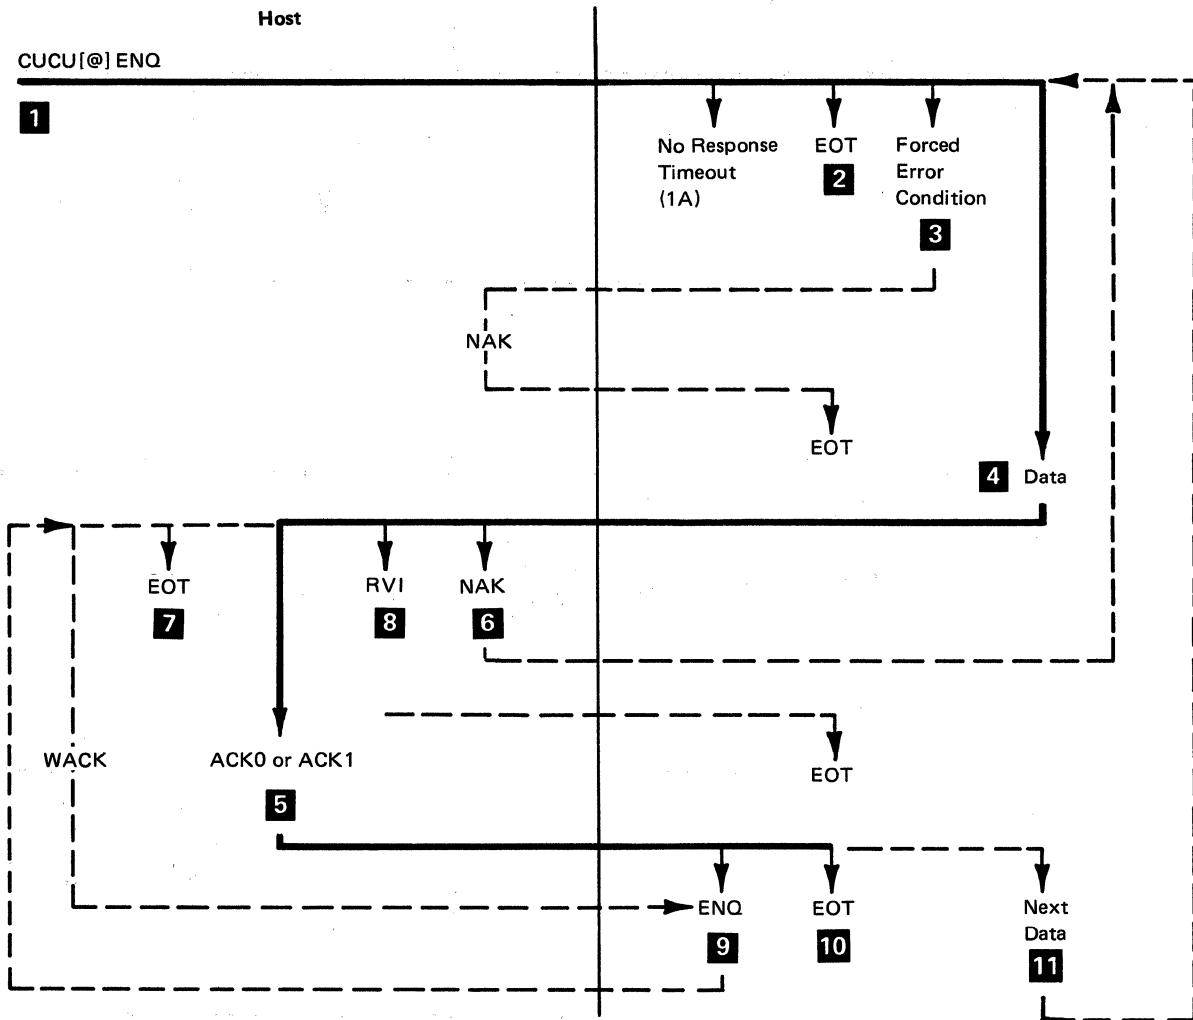 Host
CUCU[@] ENQ
1
No Response
Timeout
(1A)
EOT
2
Forced
Error
Condition
3
NAK
EOT
4 Data
EOT
7
RVI
8
NAK
6
WACK
ACK0 or ACK1
5
EOT
ENQ
9
EOT
10
Next
Data
11